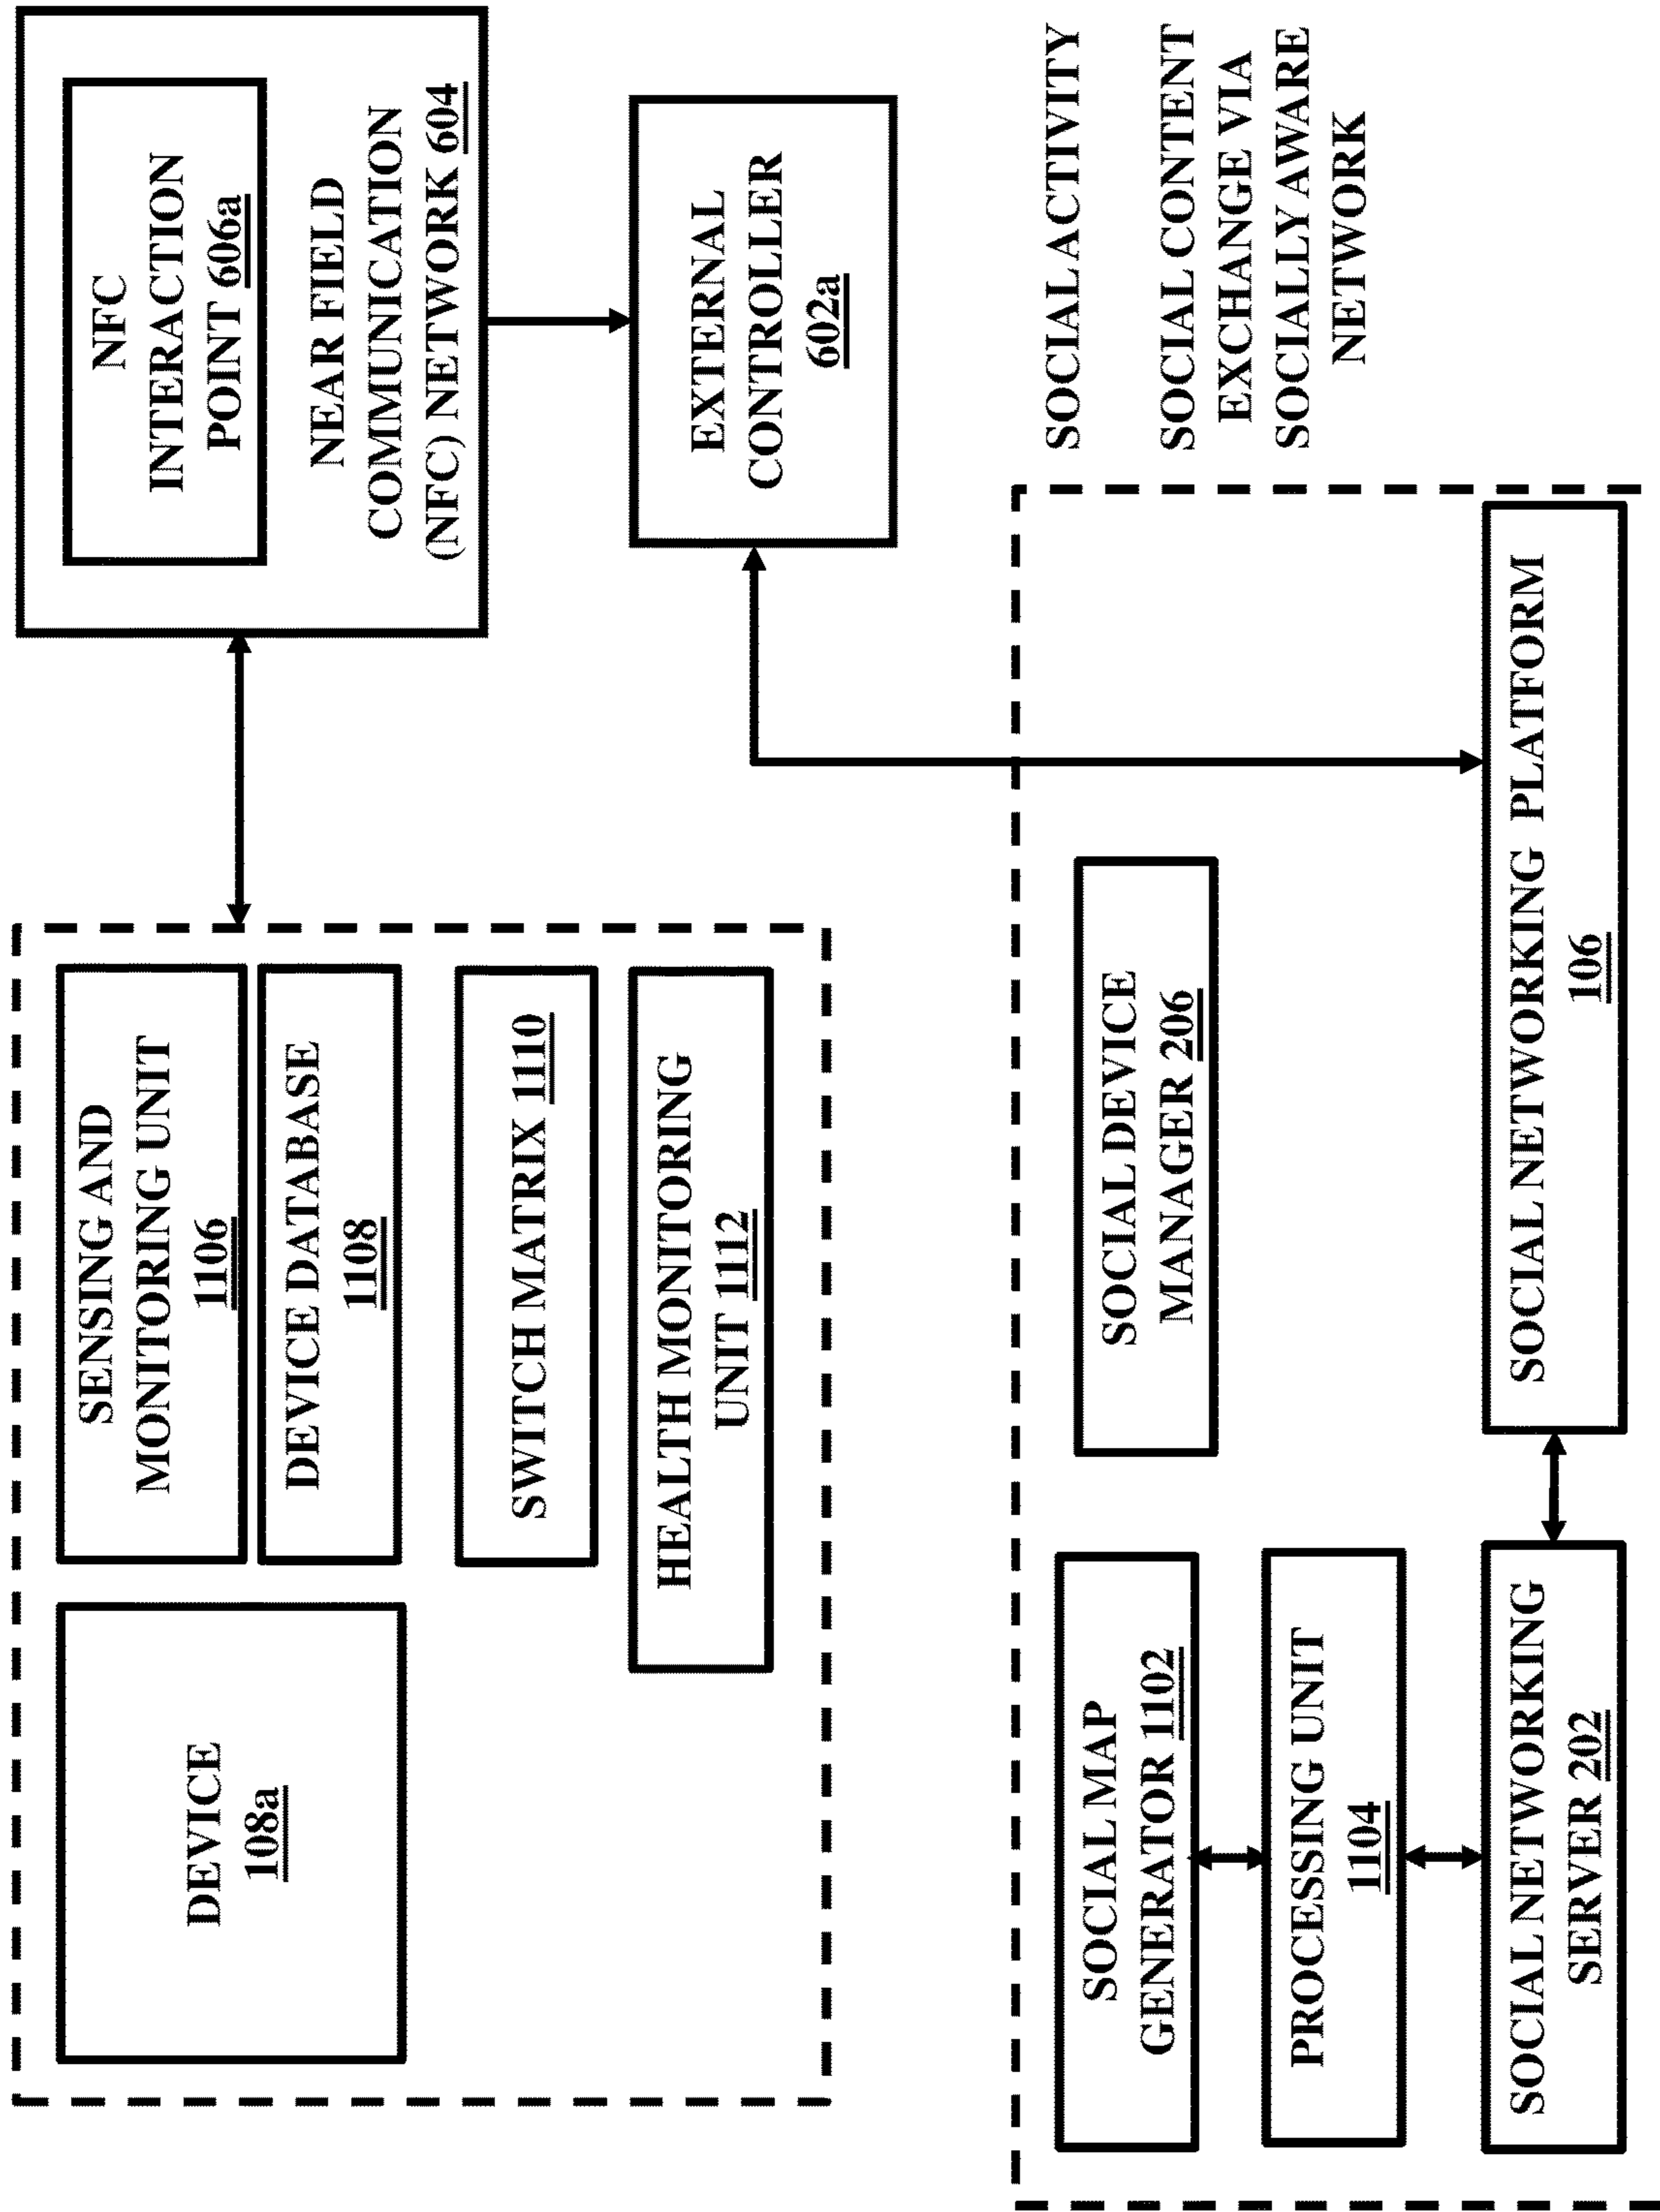 DEVICE
108a
SENSING AND
MONITORING UNIT
1106
DEVICE DATABASE
1108
SWITCH MATRIX 1110
HEALTH MONITORING
UNIT 1112
NFC
INTERACTION
POINT 606a
NEAR FIELD
COMMUNICATION
(NFC) NETWORK 604
EXTERNAL
CONTROLLER
602a
SOCIAL MAP
GENERATOR 1102
PROCESSING UNIT
1104
SOCIAL NETWORKING
SERVER 202
SOCIAL DEVICE
MANAGER 206
SOCIAL NETWORKING PLATFORM
106
SOCIAL ACTIVITY
SOCIAL CONTENT
EXCHANGE VIA
SOCIALLY AWARE
NETWORK